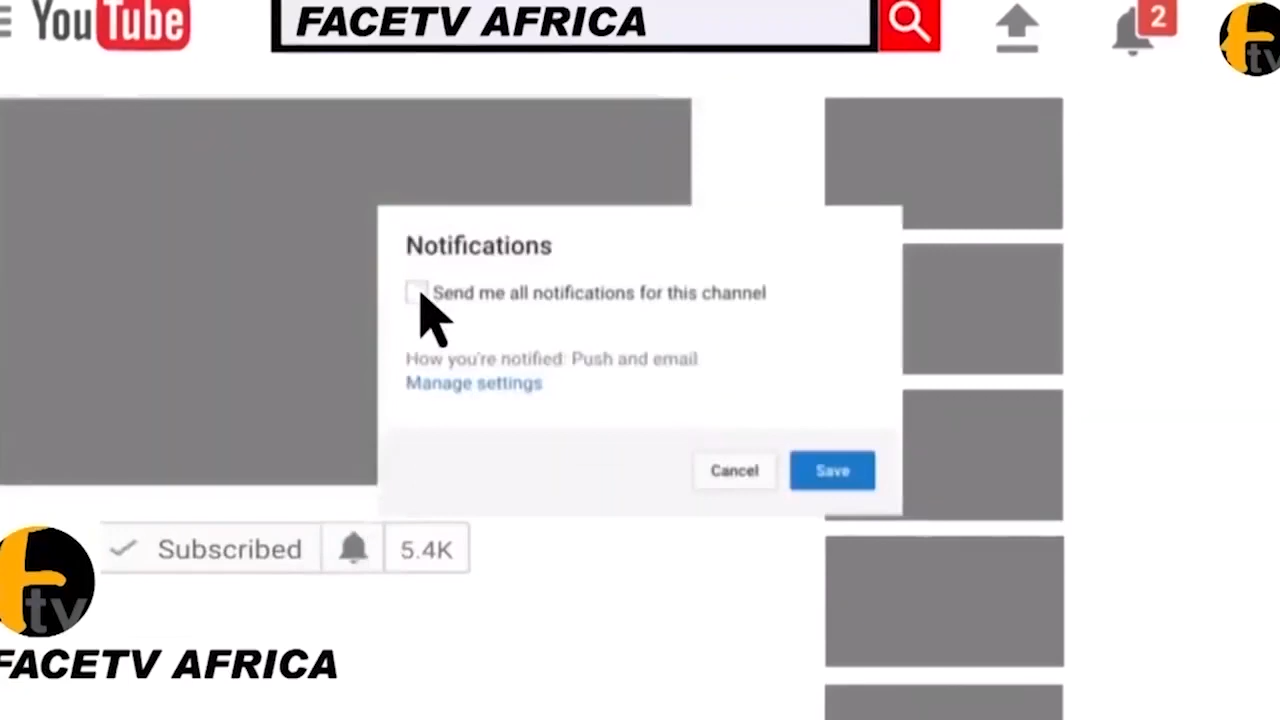 YouTube
FACETV AFRICA
2
tv
Notifications
Send me all notifications for this channel
How you're notified: Push and email
Manage settings
Cancel
Save
Subscribed
5.4K
tv
FACETV AFRICA